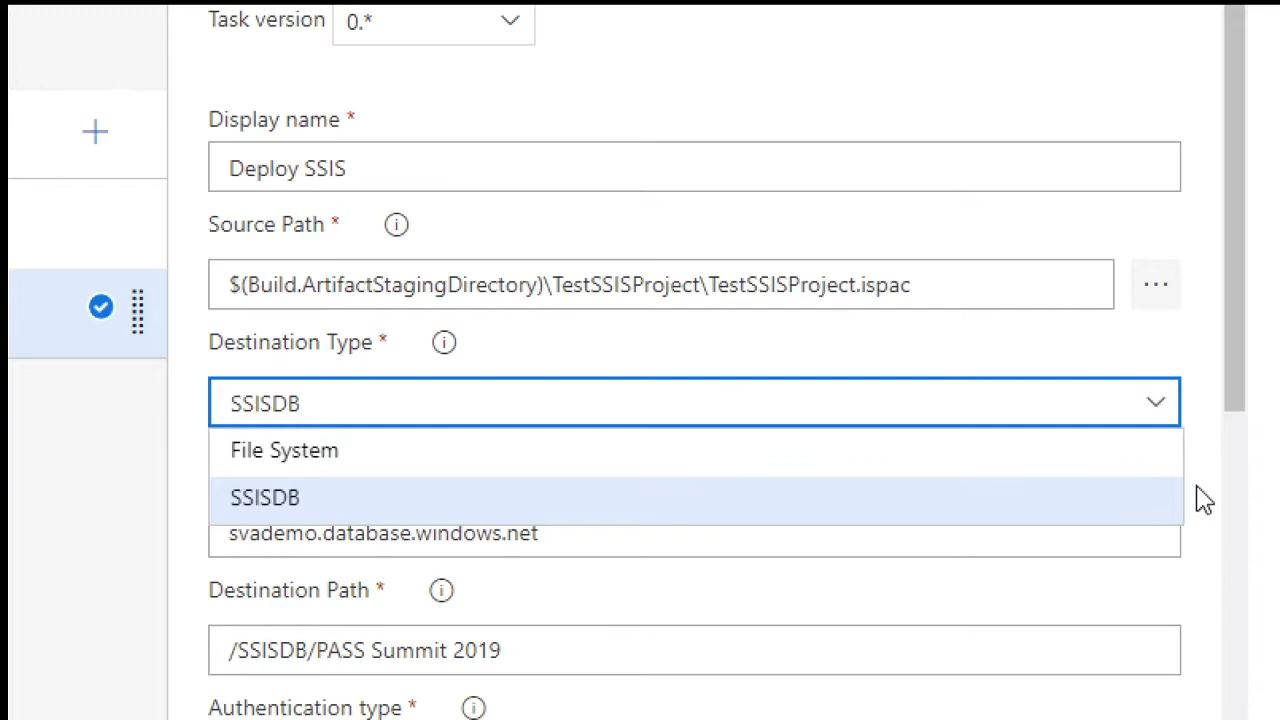 Task version 0.*
Display name *
Deploy SSIS
Source Path *
$(Build.ArtifactStagingDirectory)\TestSSISProject\TestSSISProject.ispac
Destination Type *
SSISDB
File System
SSISDB
svademo.database.windows.net
Destination Path *
/SSISDB/PASS Summit 2019
Authentication type *